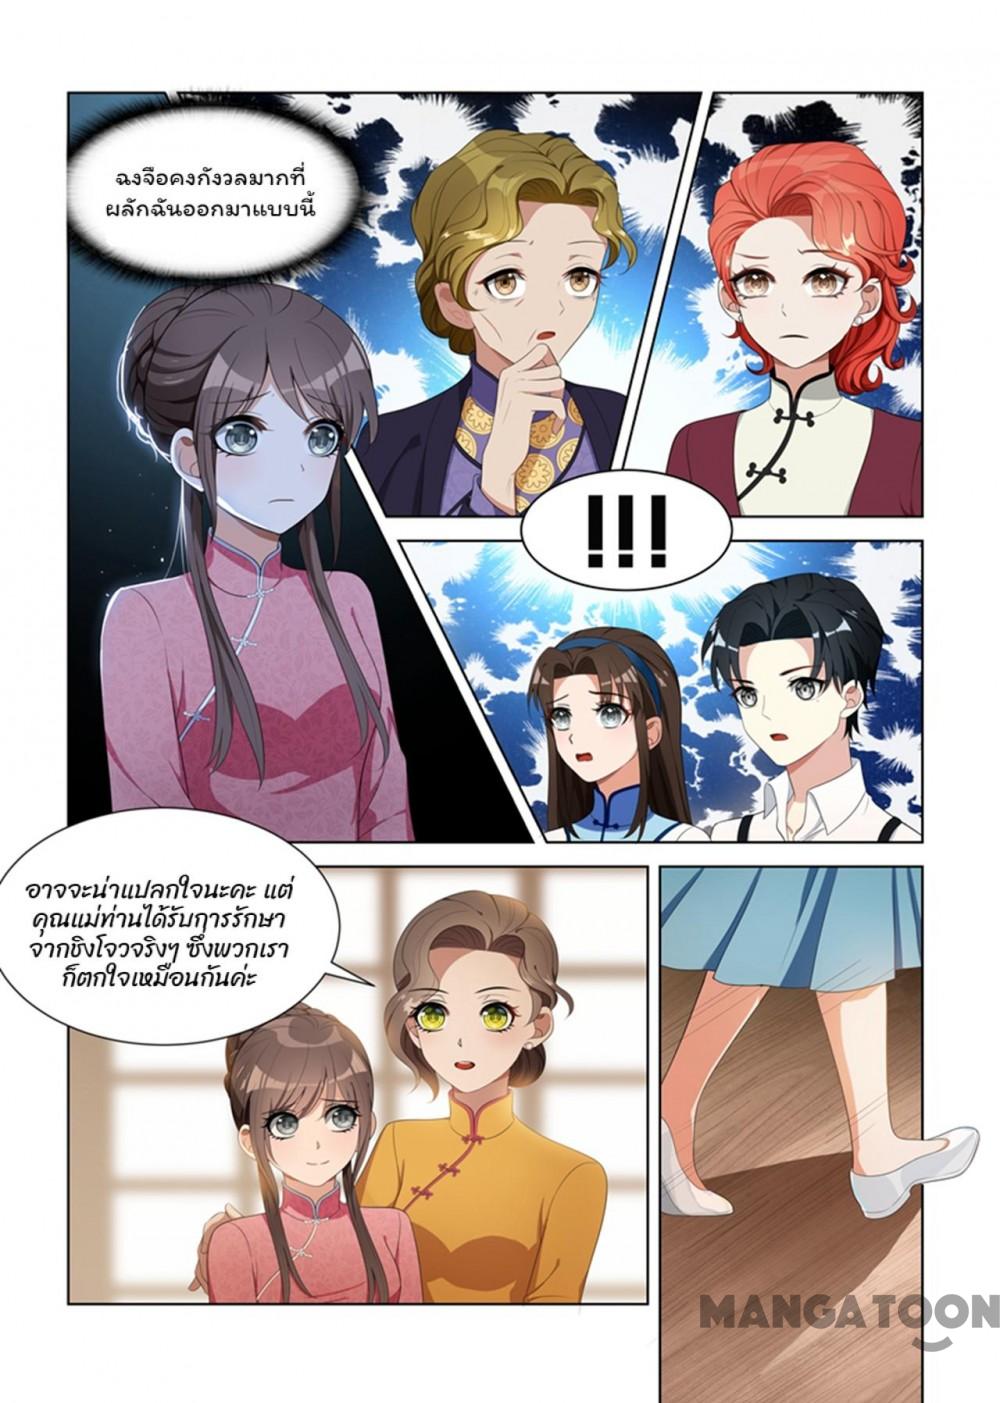 ฉงจือคงกังวลมากที่
ผลักฉันออกมาแบบนี้
!!!
อาจจะน่าแปลกใจนะคะ แต่
คุณแม่ท่านได้รับการรักษา
จากชิงโจวจริงๆ ซึ่งพวกเรา
ก็ตกใจเหมือนกันค่ะ
MANGATOON